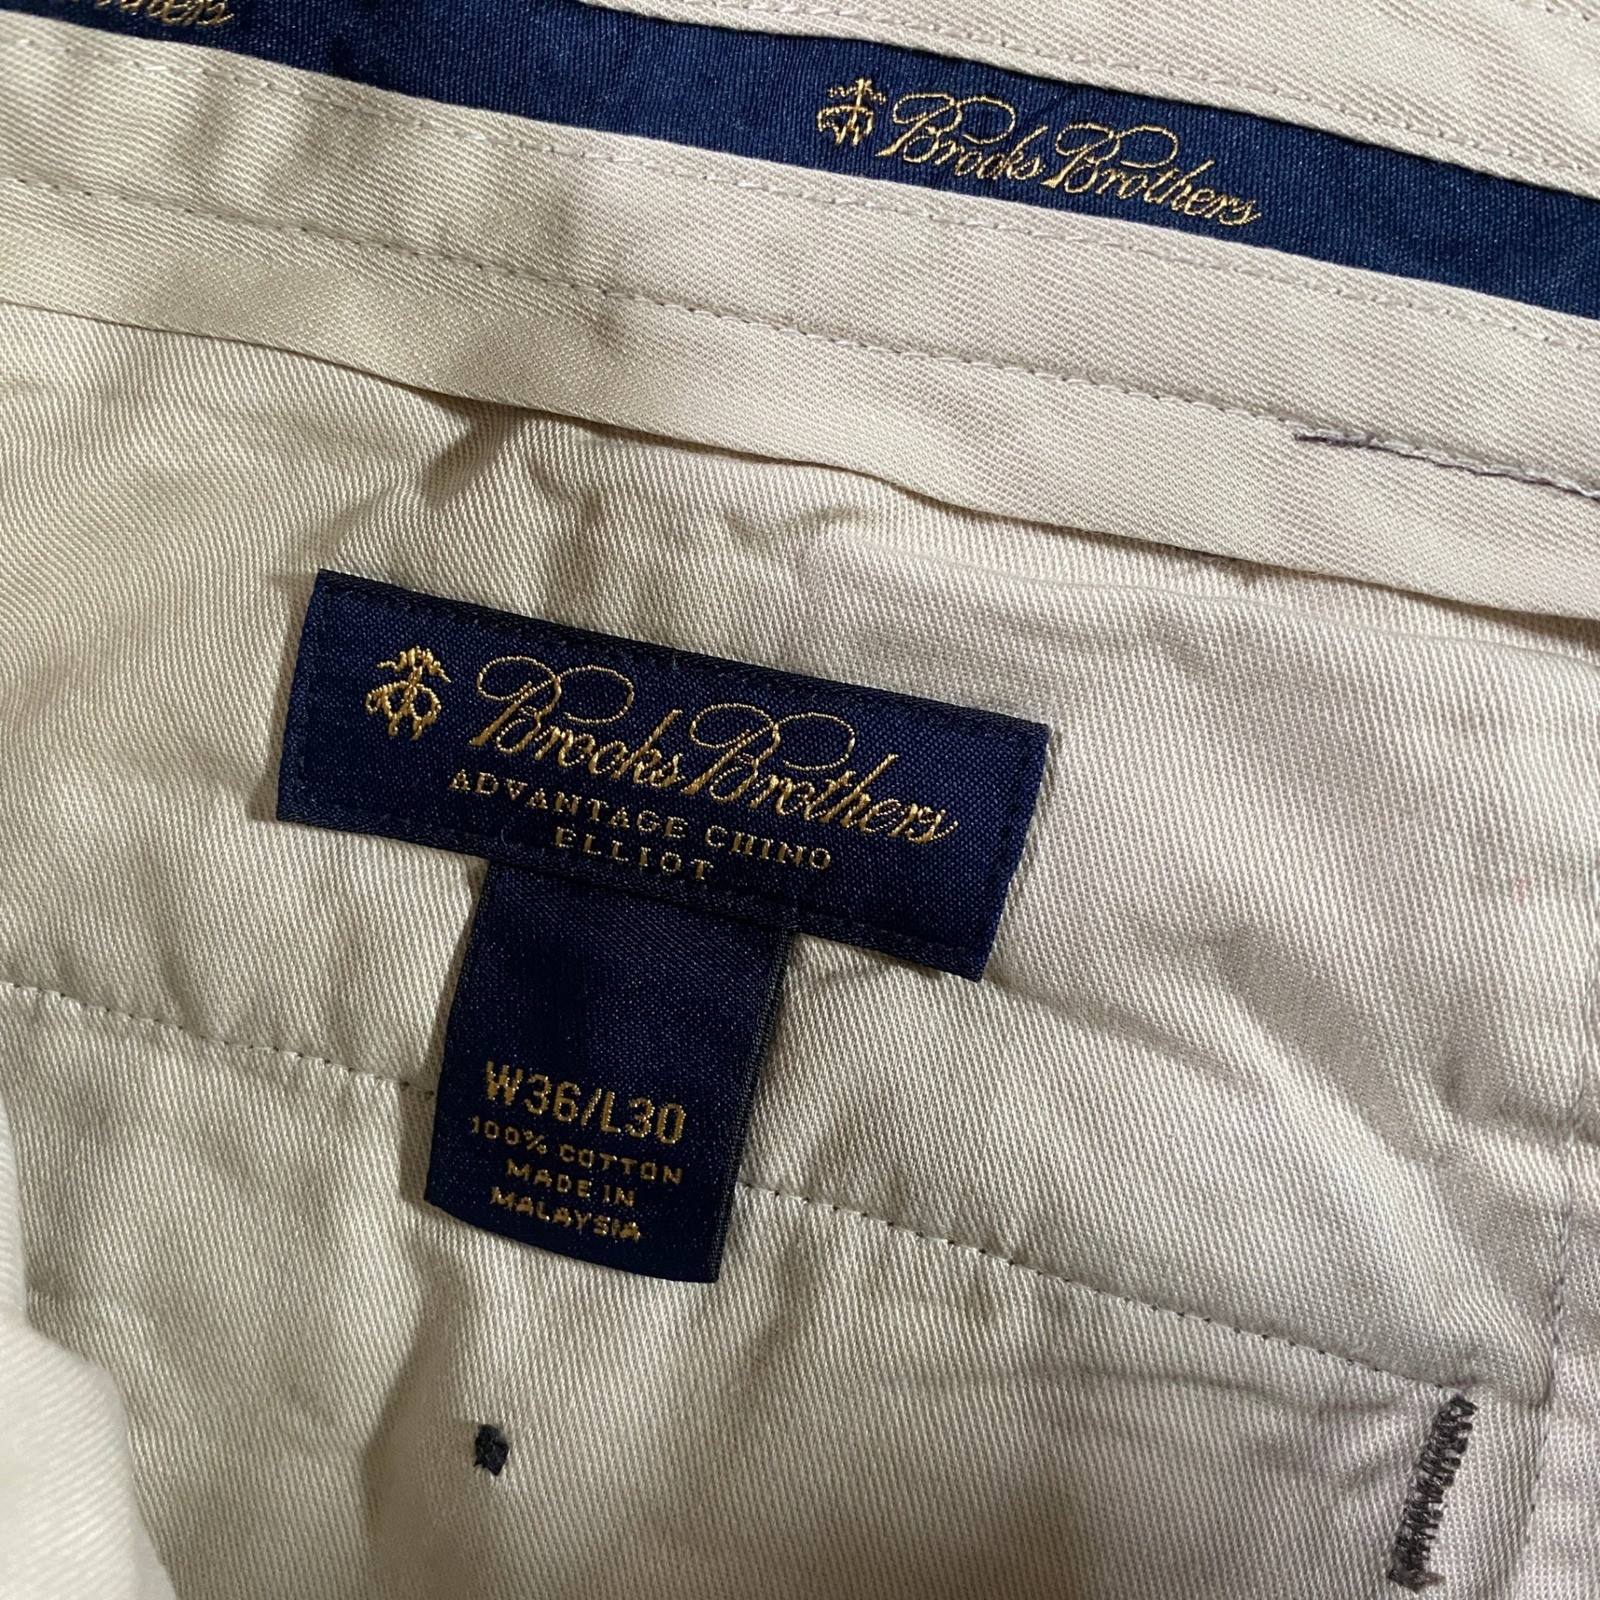 Brooks Brothers
Brooks Brothers
ADVANTAGE CHINO
ELLIOT
W36/L30
100% COTTON
MADE IN
MALAYSIA